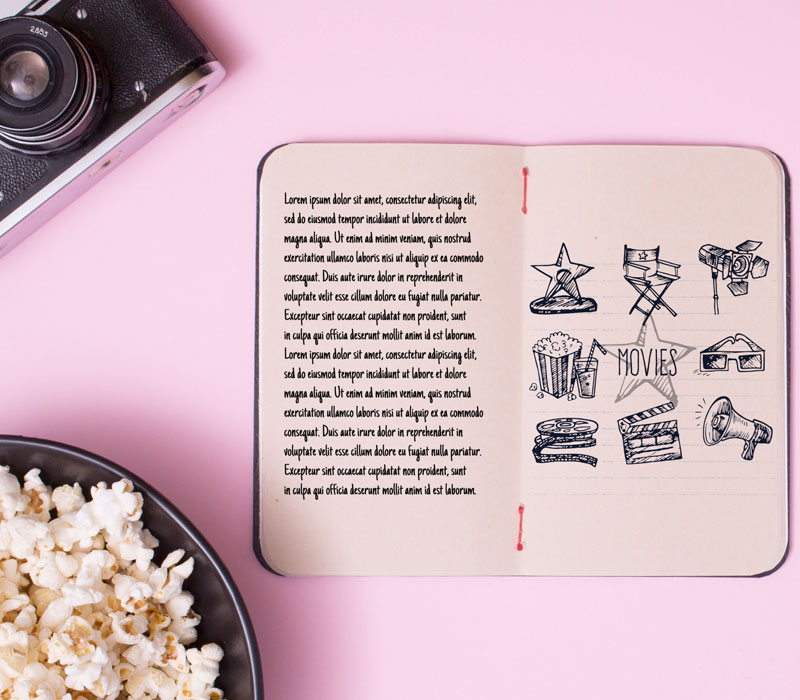 2.8/35
Lorem ipsum dolor sit amet, consectetur adipiscing elit,
sed do eiusmod tempor incididunt ut labore et dolore
magna aliqua. Ut enim ad minim veniam, quis nostrud
exercitation ullamco laboris nisi ut aliquip ex ea commodo
consequat. Duis aute irure dolor in reprehenderit in
voluptate velit esse cillum dolore eu fugiat nulla pariatur.
Excepteur sint occaecat cupidatat non proident, sunt
in culpa qui officia deserunt mollit anim id est laborum.
Lorem ipsum dolor sit amet, consectetur adipiscing elit,
sed do eiusmod tempor incididunt ut labore et dolore
magna aliqua. Ut enim ad minim veniam, quis nostrud
exercitation ullamco laboris nisi ut aliquip ex ea commodo
consequat. Duis aute irure dolor in reprehenderit in
voluptate velit esse cillum dolore eu fugiat nulla pariatur.
Excepteur sint occaecat cupidatat non proident, sunt
in culpa qui officia deserunt mollit anim id est laborum.
MOVIES